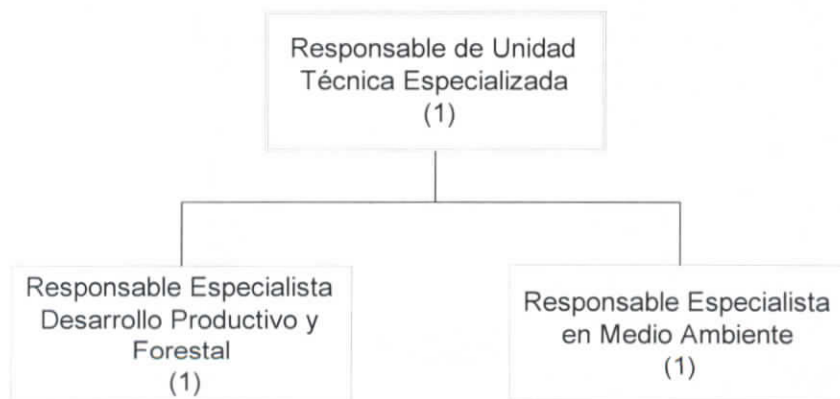 Responsable de Unidad
Técnica Especializada
(1)
Responsable Especialista
Desarrollo Productivo y
Forestal
(1)
Responsable Especialista
en Medio Ambiente
(1)